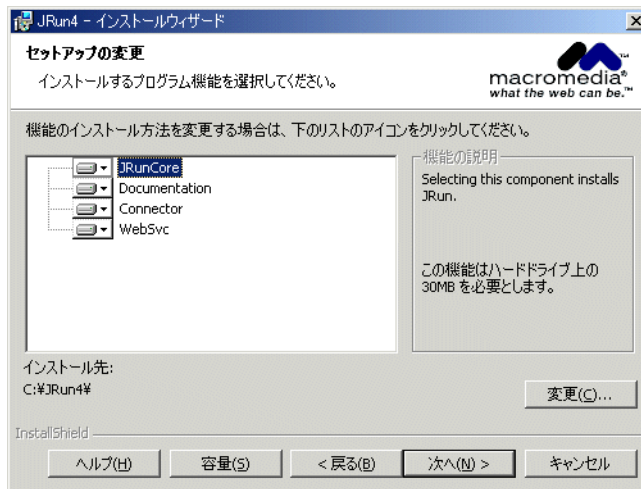 JRun4 - インストールウィザード
セットアップの変更
インストールするプログラム機能を選択してください。
macromedia®
what the web can be.™
機能のインストール方法を変更する場合は、下のリストのアイコンをクリックしてください。
JRunCore
Documentation
Connector
WebSvc
機能の説明
Selecting this component installs
JRun.
この機能はハードドライブ上の
30MB を必要とします。
インストール先:
C:¥JRun4¥
変更(C)...
InstallShield
ヘルプ(H)
容量(S)
< 戻る(B)
次へ(N) >
キャンセル